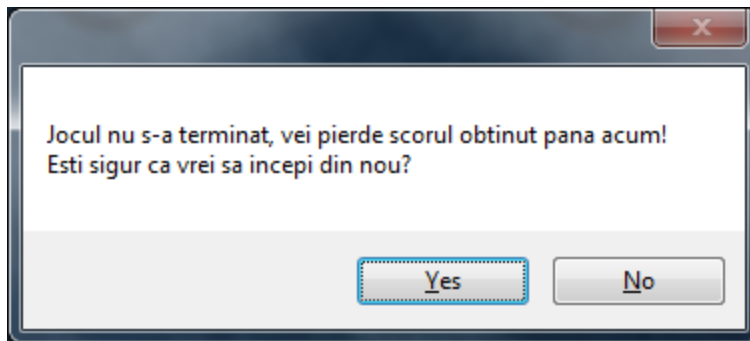 Jocul nu s-a terminat, vei pierde scorul obtinut pana acum!
Esti sigur ca vrei sa incepi din nou?
Yes
No